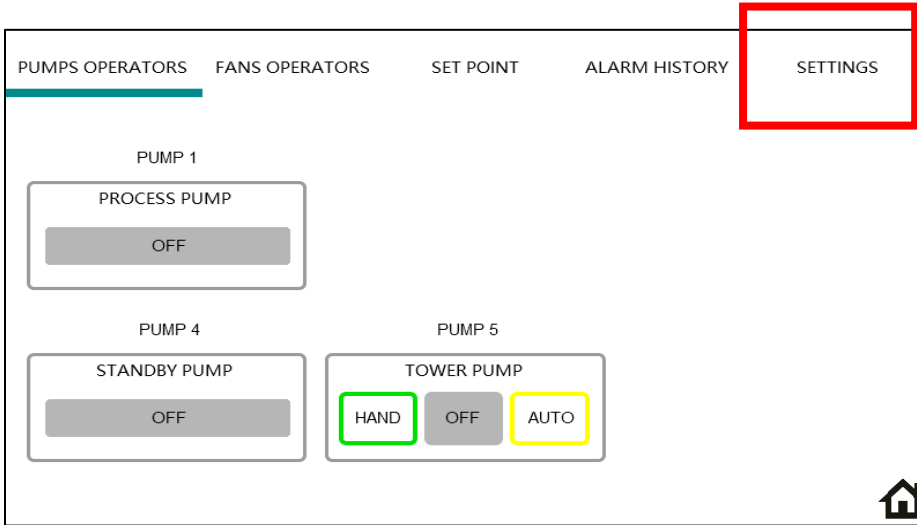 PUMPS OPERATORS FANS OPERATORS SET POINT ALARM HISTORY SETTINGS
PUMP 1
PROCESS PUMP
OFF
PUMP 4 PUMP 5
STANDBY PUMP TOWER PUMP
OFF HAND OFF AUTO